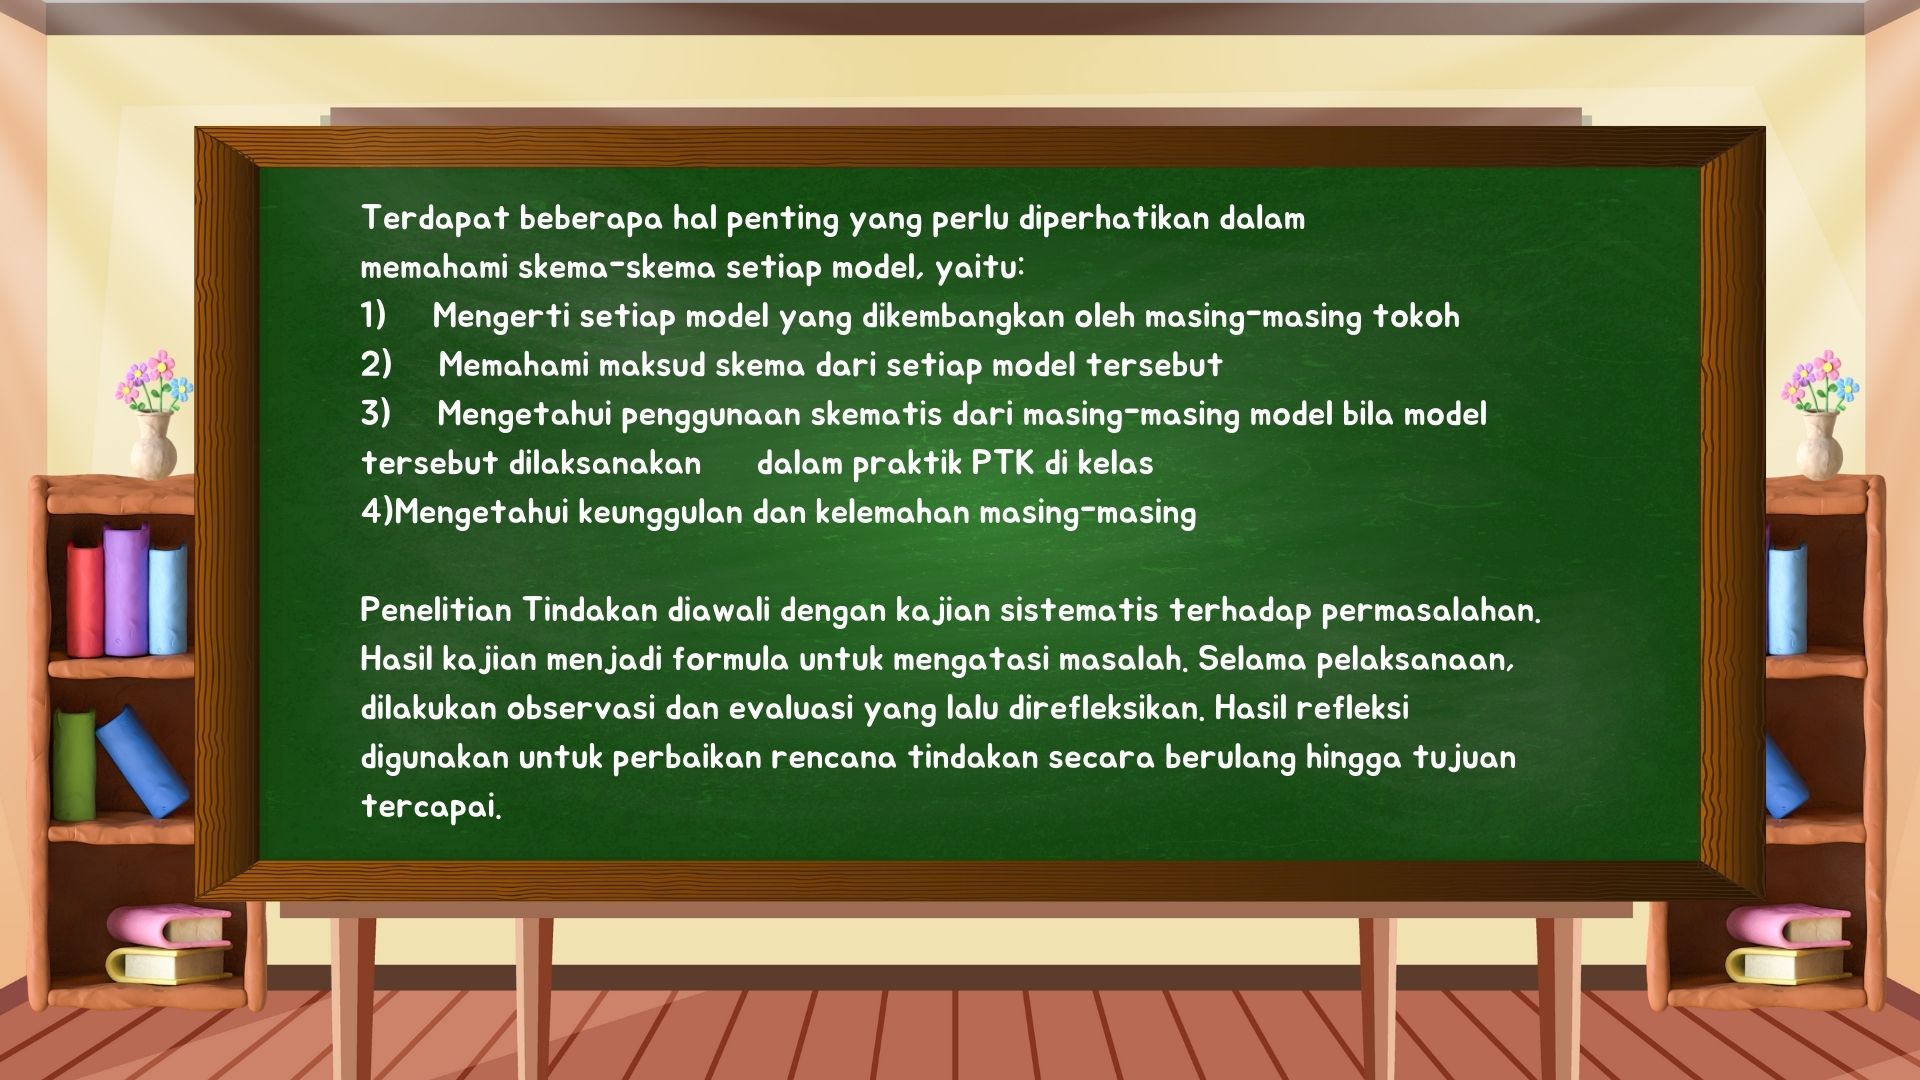 Terdapat beberapa hal penting yang perlu diperhatikan dalam
memahami skema-skema setiap model, yaitu:
1) Mengerti setiap model yang dikembangkan oleh masing-masing tokoh
2) Memahami maksud skema dari setiap model tersebut
3) Mengetahui penggunaan skematis dari masing-masing model bila model
tersebut dilaksanakan dalam praktik PTK di kelas
4)Mengetahui keunggulan dan kelemahan masing-masing
Penelitian Tindakan diawali dengan kajian sistematis terhadap permasalahan.
Hasil kajian menjadi formula untuk mengatasi masalah. Selama pelaksanaan,
dilakukan observasi dan evaluasi yang lalu direfleksikan. Hasil refleksi
digunakan untuk perbaikan rencana tindakan secara berulang hingga tujuan
tercapai.